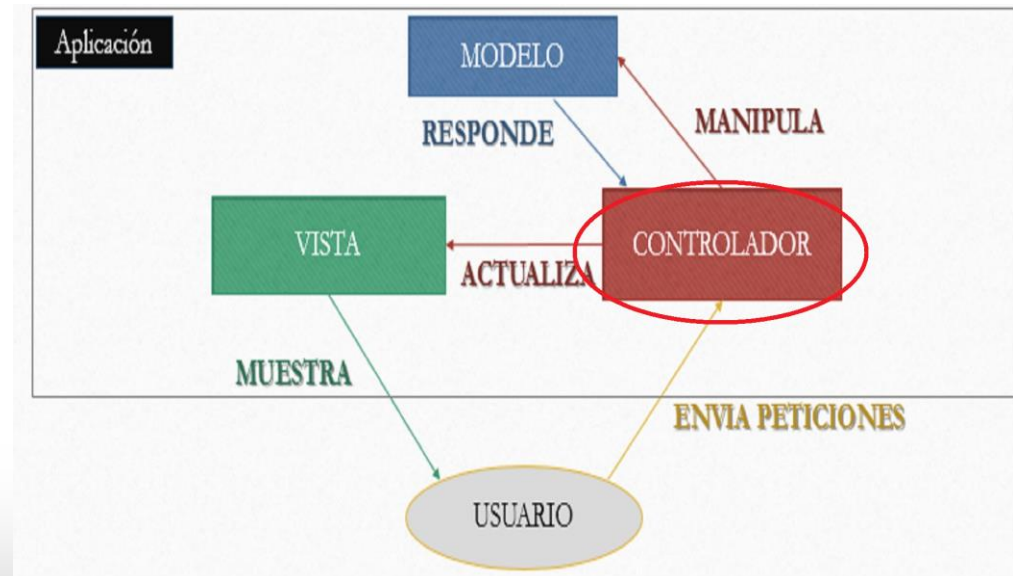 Aplicación
MODELO
RESPONDE
MANIPULA
VISTA
CONTROLADOR
ACTUALIZA
MUESTRA
ENVIA PETICIONES
USUARIO